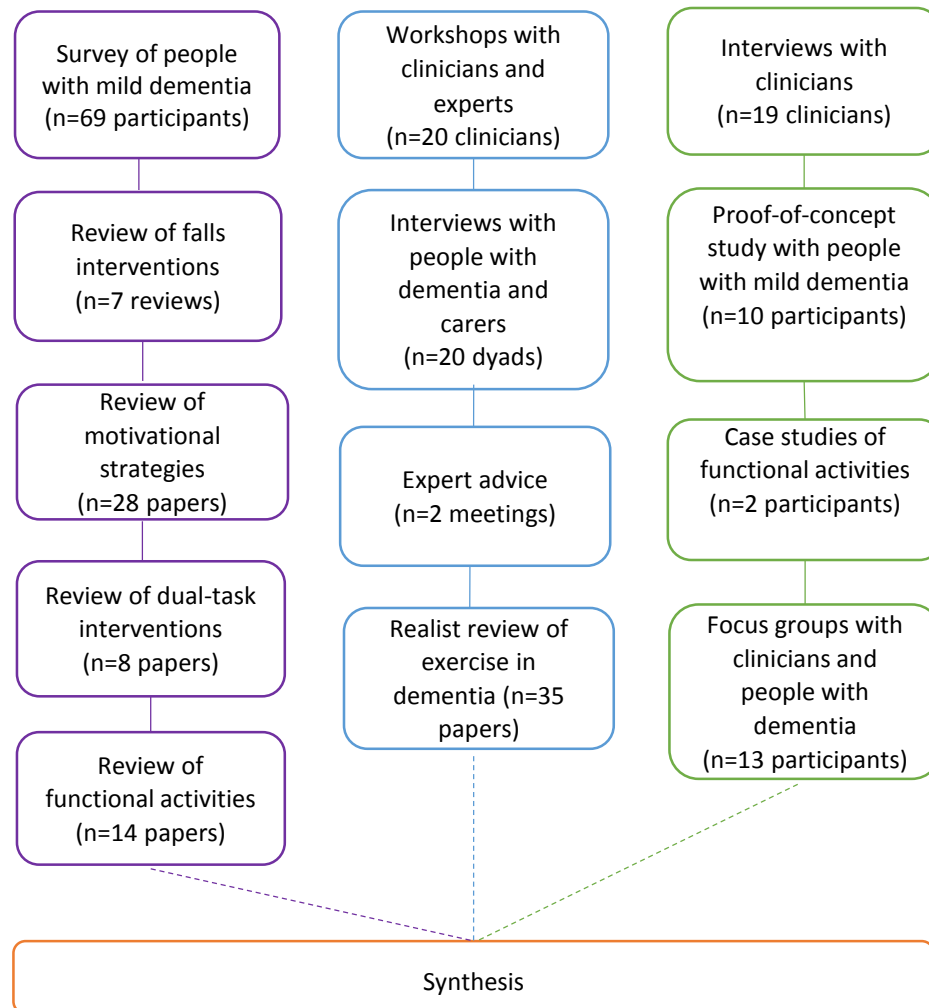 Survey of people
with mild dementia
(n=69 participants)
Review of falls
interventions
(n=7 reviews)
Review of
motivational
strategies
(n=28 papers)
Review of dual-task
interventions
(n=8 papers)
Review of
functional activities
(n=14 papers)
Workshops with
clinicians and
experts
(n=20 clinicians)
Interviews with
people with
dementia and
carers
(n=20 dyads)
Expert advice
(n=2 meetings)
Realist review of
exercise in
dementia (n=35
papers)
Interviews with
clinicians
(n=19 clinicians)
Proof-of-concept
study with people
with mild dementia
(n=10 participants)
Case studies of
functional activities
(n=2 participants)
Focus groups with
clinicians and
people with
dementia
(n=13 participants)
Synthesis